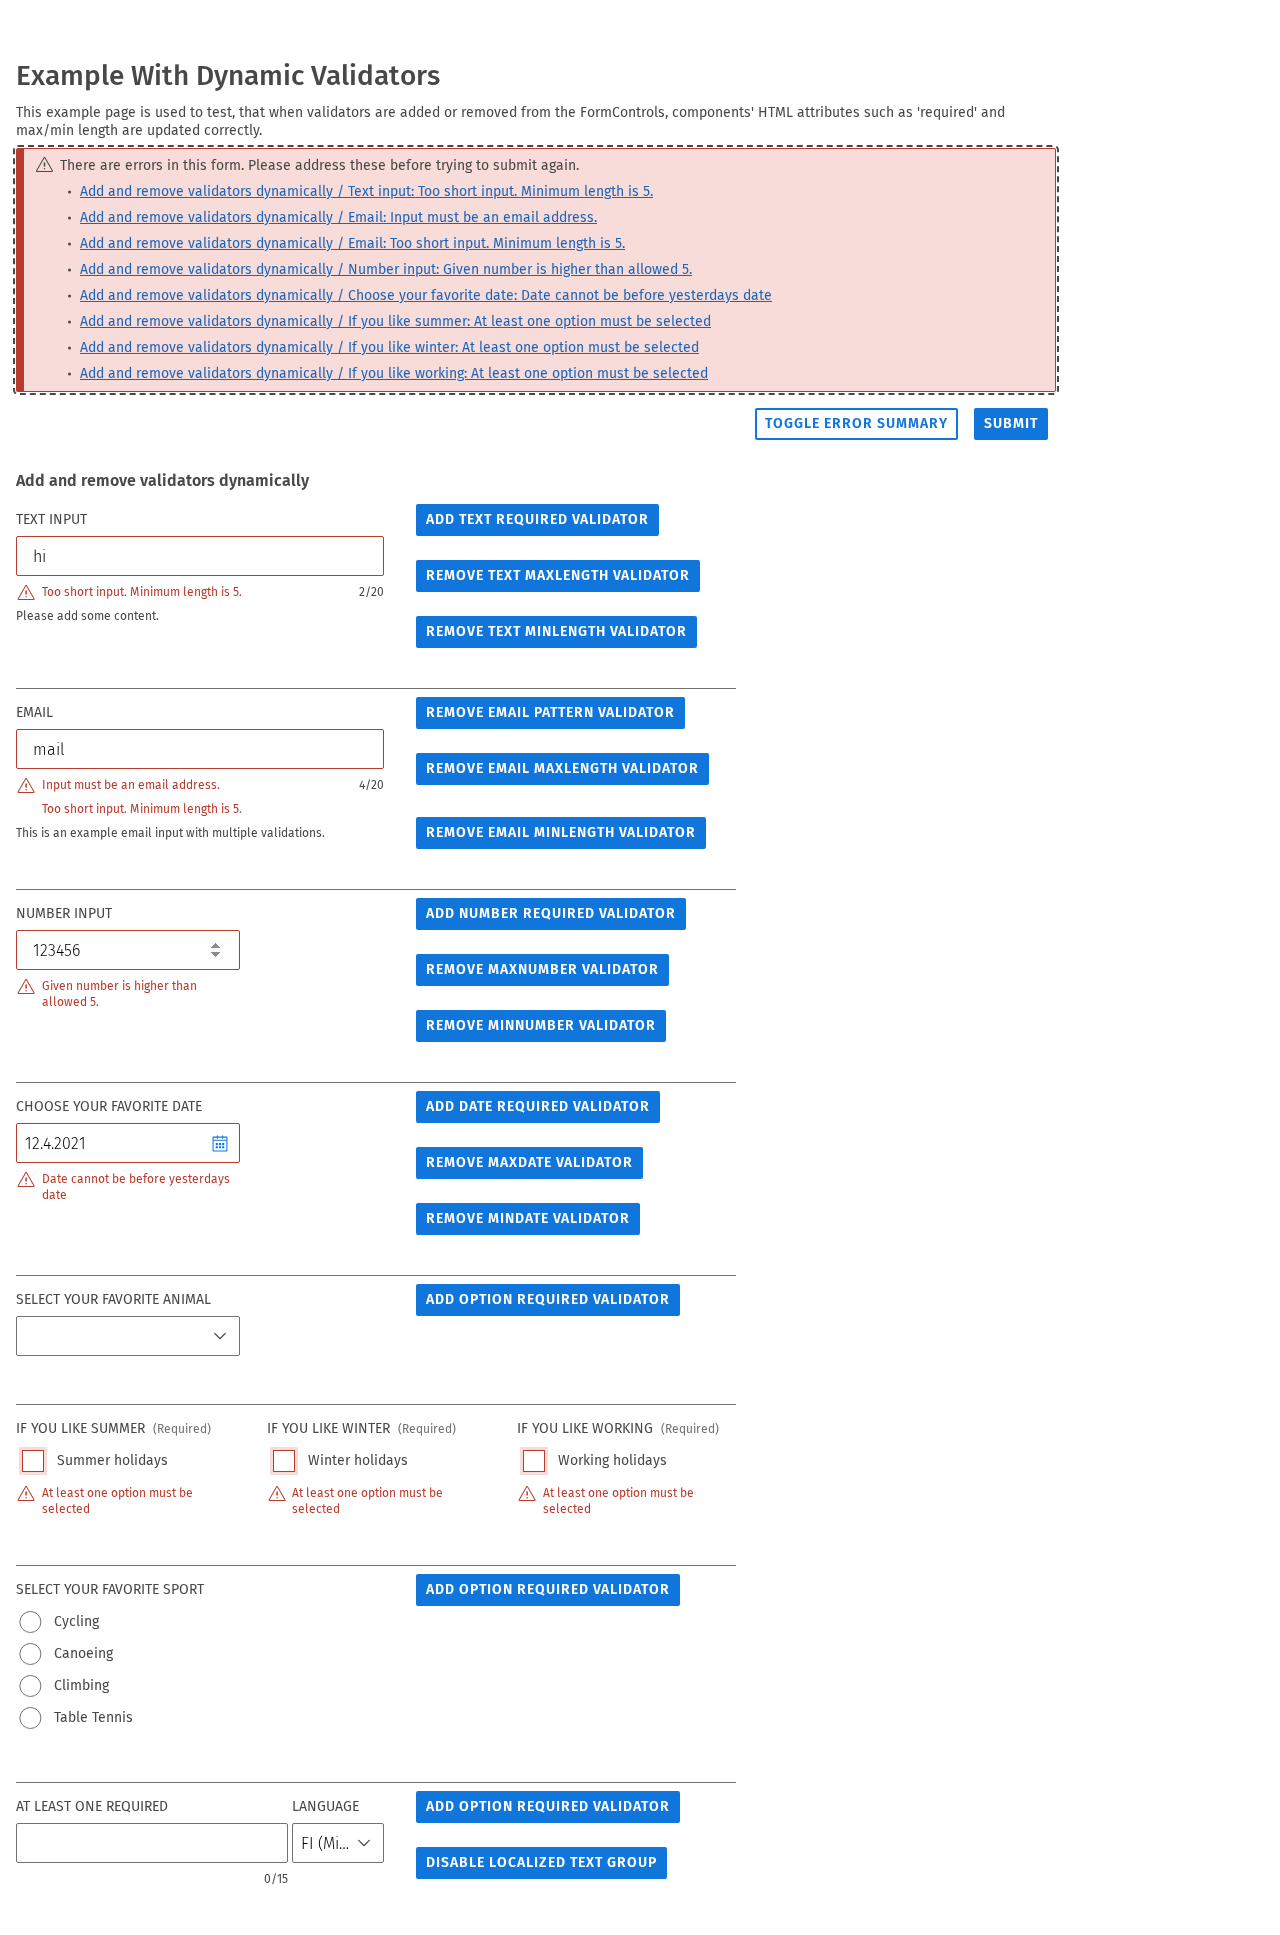 Example With Dynamic Validators
This example page is used to test, that when validators are added or removed from the FormControls, components' HTML attributes such as 'required' and
max/min length are updated correctly.
There are errors in this form. Please address these before trying to submit again.
Add and remove validators dynamically / Text input: Too short input. Minimum length is 5.
Add and remove validators dynamically / Email: Input must be an email address.
Add and remove validators dynamically / Email: Too short input. Minimum length is 5.
Add and remove validators dynamically / Number input: Given number is higher than allowed 5.
Add and remove validators dynamically / Choose your favorite date: Date cannot be before yesterdays date
Add and remove validators dynamically / If you like summer: At least one option must be selected
Add and remove validators dynamically / If you like winter: At least one option must be selected
Add and remove validators dynamically / If you like working: At least one option must be selected
TOGGLE ERROR SUMMARY SUBMIT
Add and remove validators dynamically
TEXT INPUT
hi
Too short input. Minimum length is 5. 2/20
Please add some content.
ADD TEXT REQUIRED VALIDATOR
REMOVE TEXT MAXLENGTH VALIDATOR
REMOVE TEXT MINLENGTH VALIDATOR
EMAIL
mail
Input must be an email address. 4/20
Too short input. Minimum length is 5.
This is an example email input with multiple validations.
REMOVE EMAIL PATTERN VALIDATOR
REMOVE EMAIL MAXLENGTH VALIDATOR
REMOVE EMAIL MINLENGTH VALIDATOR
NUMBER INPUT
123456
Given number is higher than
allowed 5.
ADD NUMBER REQUIRED VALIDATOR
REMOVE MAXNUMBER VALIDATOR
REMOVE MINNUMBER VALIDATOR
CHOOSE YOUR FAVORITE DATE
12.4.2021
Date cannot be before yesterdays
date
ADD DATE REQUIRED VALIDATOR
REMOVE MAXDATE VALIDATOR
REMOVE MINDATE VALIDATOR
SELECT YOUR FAVORITE ANIMAL
ADD OPTION REQUIRED VALIDATOR
IF YOU LIKE SUMMER (Required)
Summer holidays
At least one option must be
selected
IF YOU LIKE WINTER (Required)
Winter holidays
At least one option must be
selected
IF YOU LIKE WORKING (Required)
Working holidays
At least one option must be
selected
SELECT YOUR FAVORITE SPORT
Cycling
Canoeing
Climbing
Table Tennis
ADD OPTION REQUIRED VALIDATOR
AT LEAST ONE REQUIRED
0/15
LANGUAGE
FI (Mi...
ADD OPTION REQUIRED VALIDATOR
DISABLE LOCALIZED TEXT GROUP